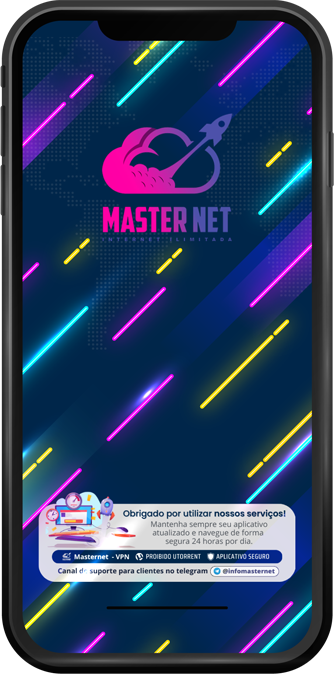 MASTER NET
INTERNET ILIMITADA
Obrigado por utilizar nossos serviços!
Mantenha sempre seu aplicativo
atualizado e navegue de forma
segura 24 horas por dia.
Masternet - VPN PROIBIDO UTORRENT APLICATIVO SEGURO
Canal de suporte para clientes no telegram @infomasternet